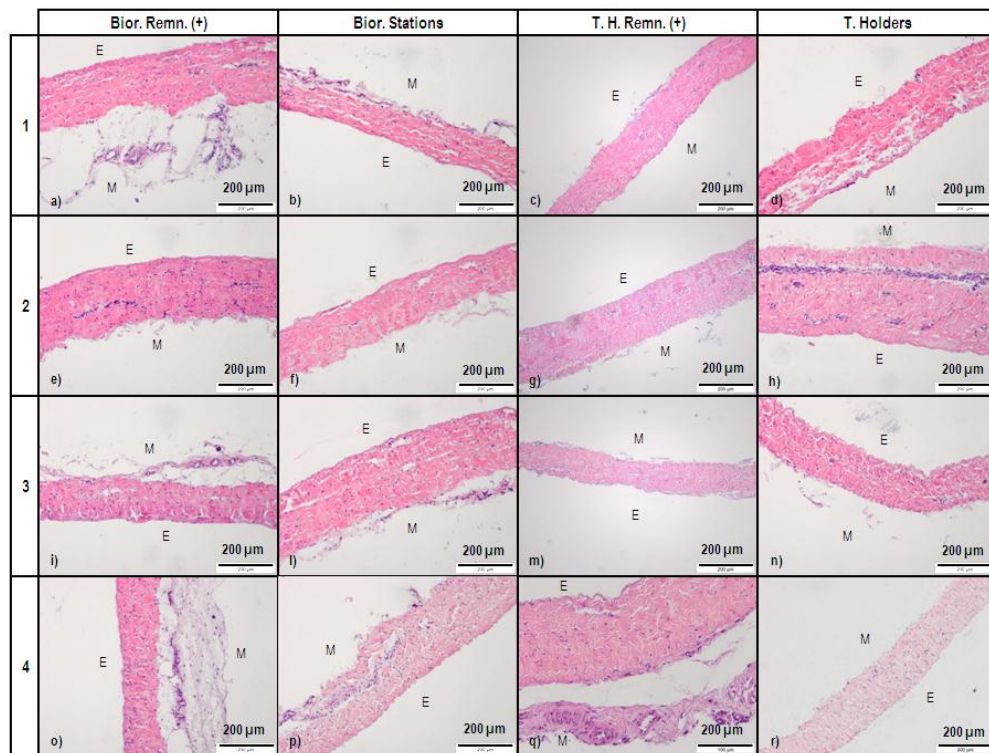 Bior. Remn. (+) Bior. Stations T. H. Remn. (+) T. Holders
1
E
M
a)
200 µm
M
E
b)
200 µm
E
M
c)
200 µm
E
M
d)
200 µm
2
E
M
e)
200 µm
E
M
f)
200 µm
E
M
g)
200 µm
M
E
h)
200 µm
3
M
E
i)
200 µm
E
M
l)
200 µm
M
E
m)
200 µm
E
M
n)
200 µm
4
E
M
o)
200 µm
M
E
p)
200 µm
E
M
q)
200 µm
M
E
r)
200 µm